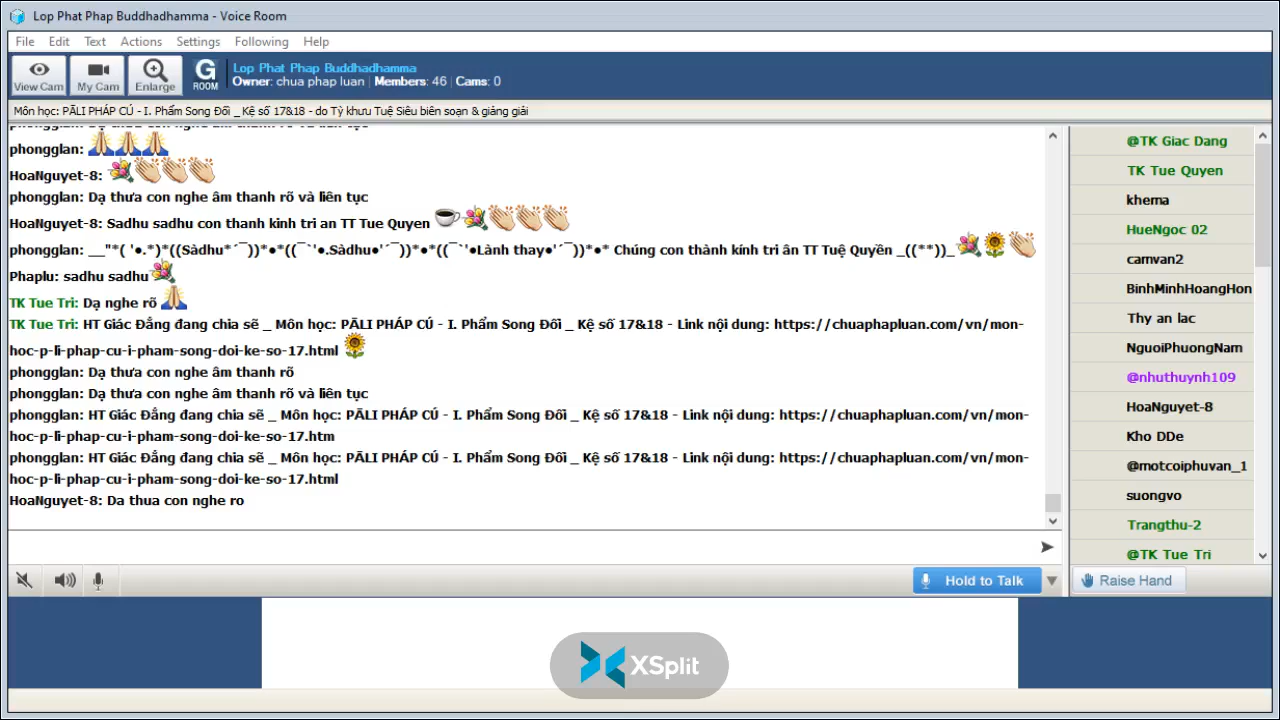 Lop Phat Phap Buddhadhamma - Voice Room
File Edit Text Actions Settings Following Help
View Cam My Cam Enlarge G ROOM
Lop Phat Phap Buddhadhamma
Owner: chua phap luan | Members: 46 | Cams: 0
Môn học: PĀLI PHÁP CÚ - I. Phẩm Song Đối _ Kệ số 17&18 - do Tỳ khưu Tuệ Siêu biên soạn & giảng giải
phongglan:
HoaNguyet-8:
phongglan: Dạ thưa con nghe âm thanh rõ và liên tục
HoaNguyet-8: Sadhu sadhu con thanh kinh tri an TT Tue Quyen
phongglan: __"*( '●.*)*((Sàdhu*´¯))*●*((¯`'●.Sàdhu●'´¯))*●*((¯`'●Lành thay●'´¯))*●* Chúng con thành kính tri ân TT Tuệ Quyền _((**))_
Phaplu: sadhu sadhu
TK Tue Tri: Dạ nghe rõ
TK Tue Tri: HT Giác Đẳng đang chia sẽ _ Môn học: PĀLI PHÁP CÚ - I. Phẩm Song Đối _ Kệ số 17&18 - Link nội dung: https://chuaphapluan.com/vn/mon-
hoc-p-li-phap-cu-i-pham-song-doi-ke-so-17.html
phongglan: Dạ thưa con nghe âm thanh rõ
phongglan: Dạ thưa con nghe âm thanh rõ và liên tục
phongglan: HT Giác Đẳng đang chia sẽ _ Môn học: PĀLI PHÁP CÚ - I. Phẩm Song Đối _ Kệ số 17&18 - Link nội dung: https://chuaphapluan.com/vn/mon-
hoc-p-li-phap-cu-i-pham-song-doi-ke-so-17.htm
phongglan: HT Giác Đẳng đang chia sẽ _ Môn học: PĀLI PHÁP CÚ - I. Phẩm Song Đối _ Kệ số 17&18 - Link nội dung: https://chuaphapluan.com/vn/mon-
hoc-p-li-phap-cu-i-pham-song-doi-ke-so-17.html
HoaNguyet-8: Da thua con nghe ro
@TK Giac Dang
TK Tue Quyen
khema
HueNgoc 02
camvan2
BinhMinhHoangHon
Thy an lac
NguoiPhuongNam
@nhuthuynh109
HoaNguyet-8
Kho DDe
@motcoiphuvan_1
suongvo
Trangthu-2
@TK Tue Tri
Hold to Talk
Raise Hand
XSplit